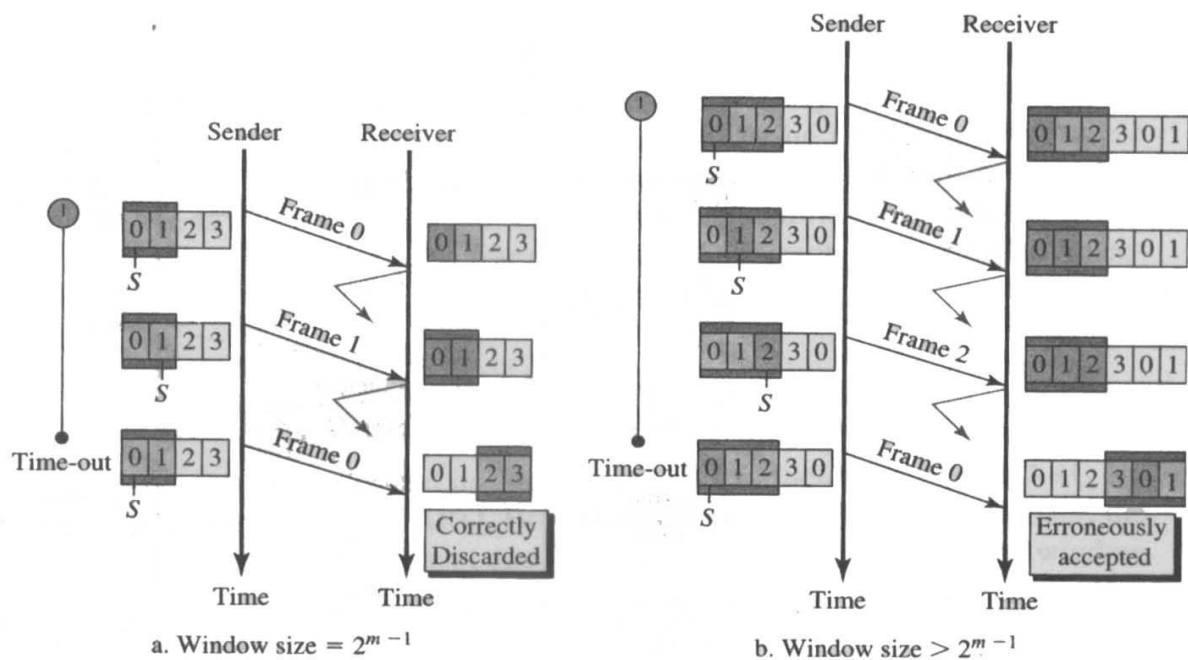 Sender Receiver
0 1 2 3
S
Frame 0
0 1 2 3
0 1 2 3
S
Frame 1
0 1 2 3
Time-out
0 1 2 3
S
Frame 0
0 1 2 3
Correctly
Discarded
Time Time
a. Window size = 2^{m-1}
Sender Receiver
0 1 2 3 0
S
Frame 0
0 1 2 3 0 1
0 1 2 3 0
S
Frame 1
0 1 2 3 0 1
0 1 2 3 0
S
Frame 2
0 1 2 3 0 1
Time-out
0 1 2 3 0
S
Frame 0
0 1 2 3 0 1
Erroneously
accepted
Time Time
b. Window size > 2^{m-1}